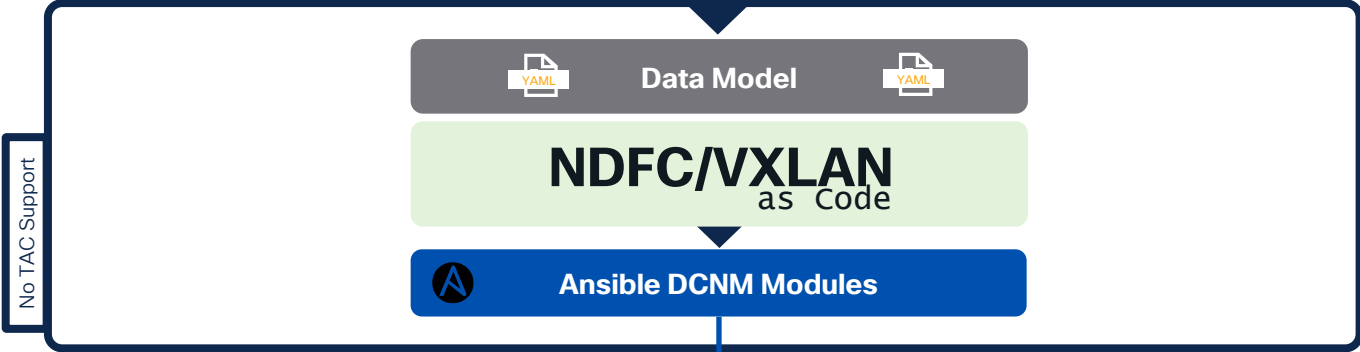 YAML Data Model YAML
NDFC/VXLAN
as Code
No TAC Support
Ansible DCNM Modules